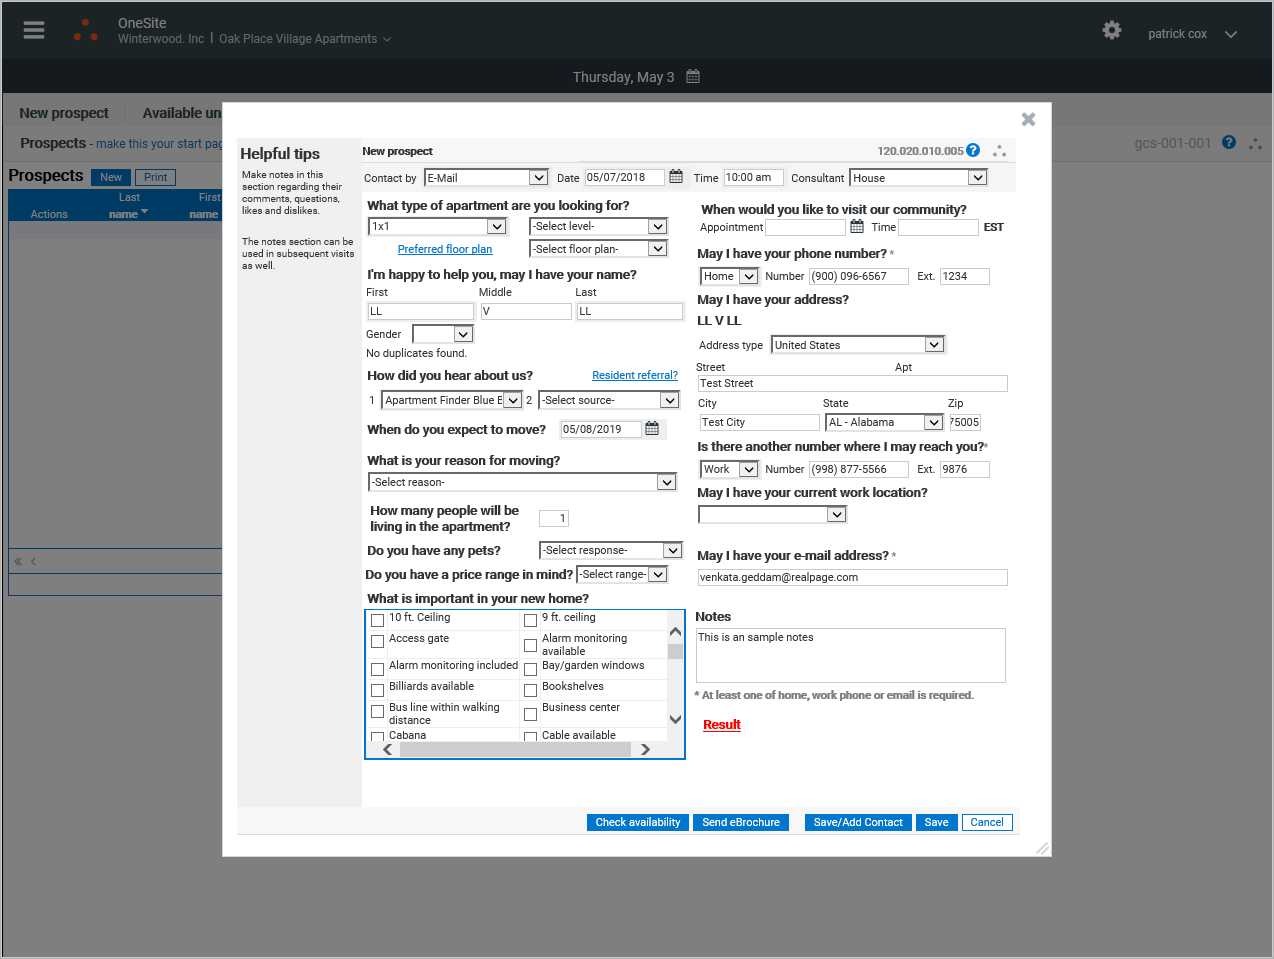 OneSite
Winterwood. Inc | Oak Place Village Apartments
patrick cox
Thursday, May 3
New prospect
Available un
Prospects - make this your start pag
gcs-001-001
Prospects
New
Print
Actions
Last name
First name
Helpful tips
Make notes in this
section regarding their
comments, questions,
likes and dislikes.
The notes section can be
used in subsequent visits
as well.
New prospect
120.020.010.005
Contact by E-Mail Date 05/07/2018 Time 10:00 am Consultant House
What type of apartment are you looking for?
1x1
-Select level-
Preferred floor plan
-Select floor plan-
I'm happy to help you, may I have your name?
First Middle Last
LL V LL
Gender
No duplicates found.
How did you hear about us?
Resident referral?
1 Apartment Finder Blue B 2 -Select source-
When do you expect to move? 05/08/2019
What is your reason for moving?
-Select reason-
How many people will be
living in the apartment?
1
Do you have any pets? -Select response-
Do you have a price range in mind? -Select range-
What is important in your new home?
10 ft. Ceiling
9 ft. ceiling
Access gate
Alarm monitoring
available
Alarm monitoring included
Bay/garden windows
Billiards available
Bookshelves
Bus line within walking
distance
Business center
Cabana
Cable available
When would you like to visit our community?
Appointment Time EST
May I have your phone number? *
Home Number (900) 096-6567 Ext. 1234
May I have your address?
LL V LL
Address type United States
Street Apt
Test Street
City State Zip
Test City AL - Alabama 75005
Is there another number where I may reach you?*
Work Number (998) 877-5566 Ext. 9876
May I have your current work location?
May I have your e-mail address? *
venkata.geddam@realpage.com
Notes
This is an sample notes
* At least one of home, work phone or email is required.
Result
Check availability
Send eBrochure
Save/Add Contact
Save
Cancel